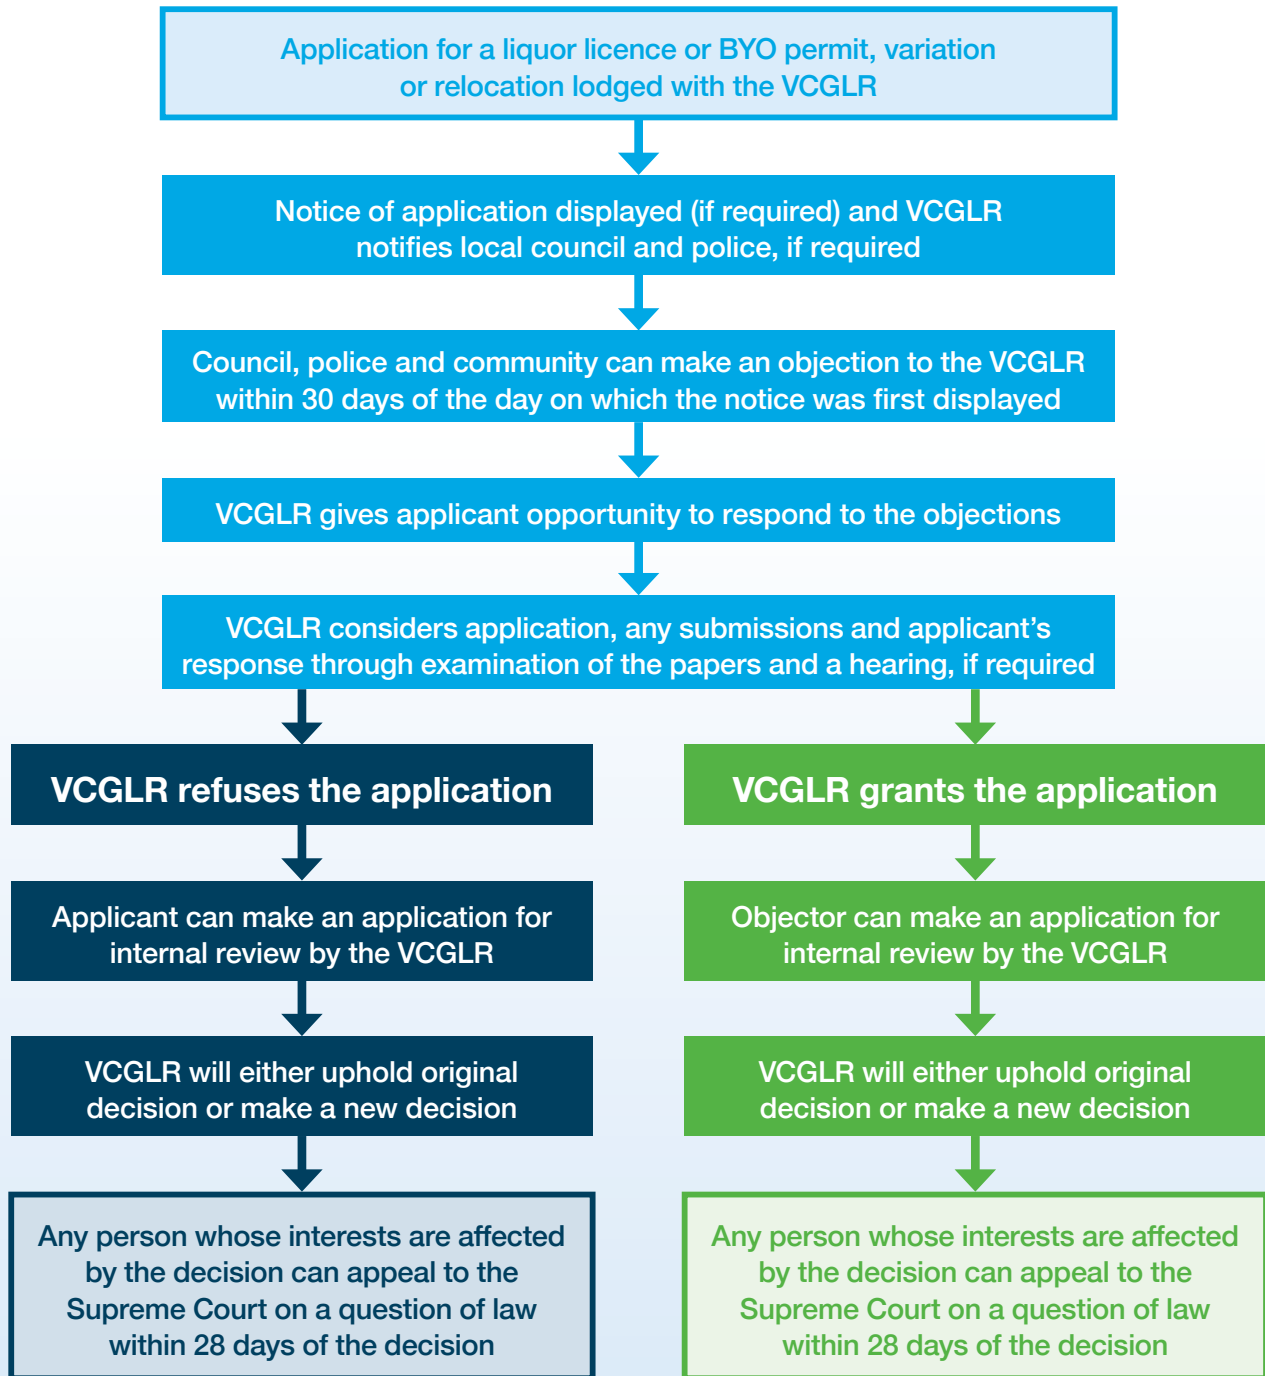 Application for a liquor licence or BYO permit, variation
or relocation lodged with the VCGLR
Notice of application displayed (if required) and VCGLR
notifies local council and police, if required
Council, police and community can make an objection to the VCGLR
within 30 days of the day on which the notice was first displayed
VCGLR gives applicant opportunity to respond to the objections
VCGLR considers application, any submissions and applicant’s
response through examination of the papers and a hearing, if required
VCGLR refuses the application
Applicant can make an application for
internal review by the VCGLR
VCGLR will either uphold original
decision or make a new decision
Any person whose interests are affected
by the decision can appeal to the
Supreme Court on a question of law
within 28 days of the decision
VCGLR grants the application
Objector can make an application for
internal review by the VCGLR
VCGLR will either uphold original
decision or make a new decision
Any person whose interests are affected
by the decision can appeal to the
Supreme Court on a question of law
within 28 days of the decision